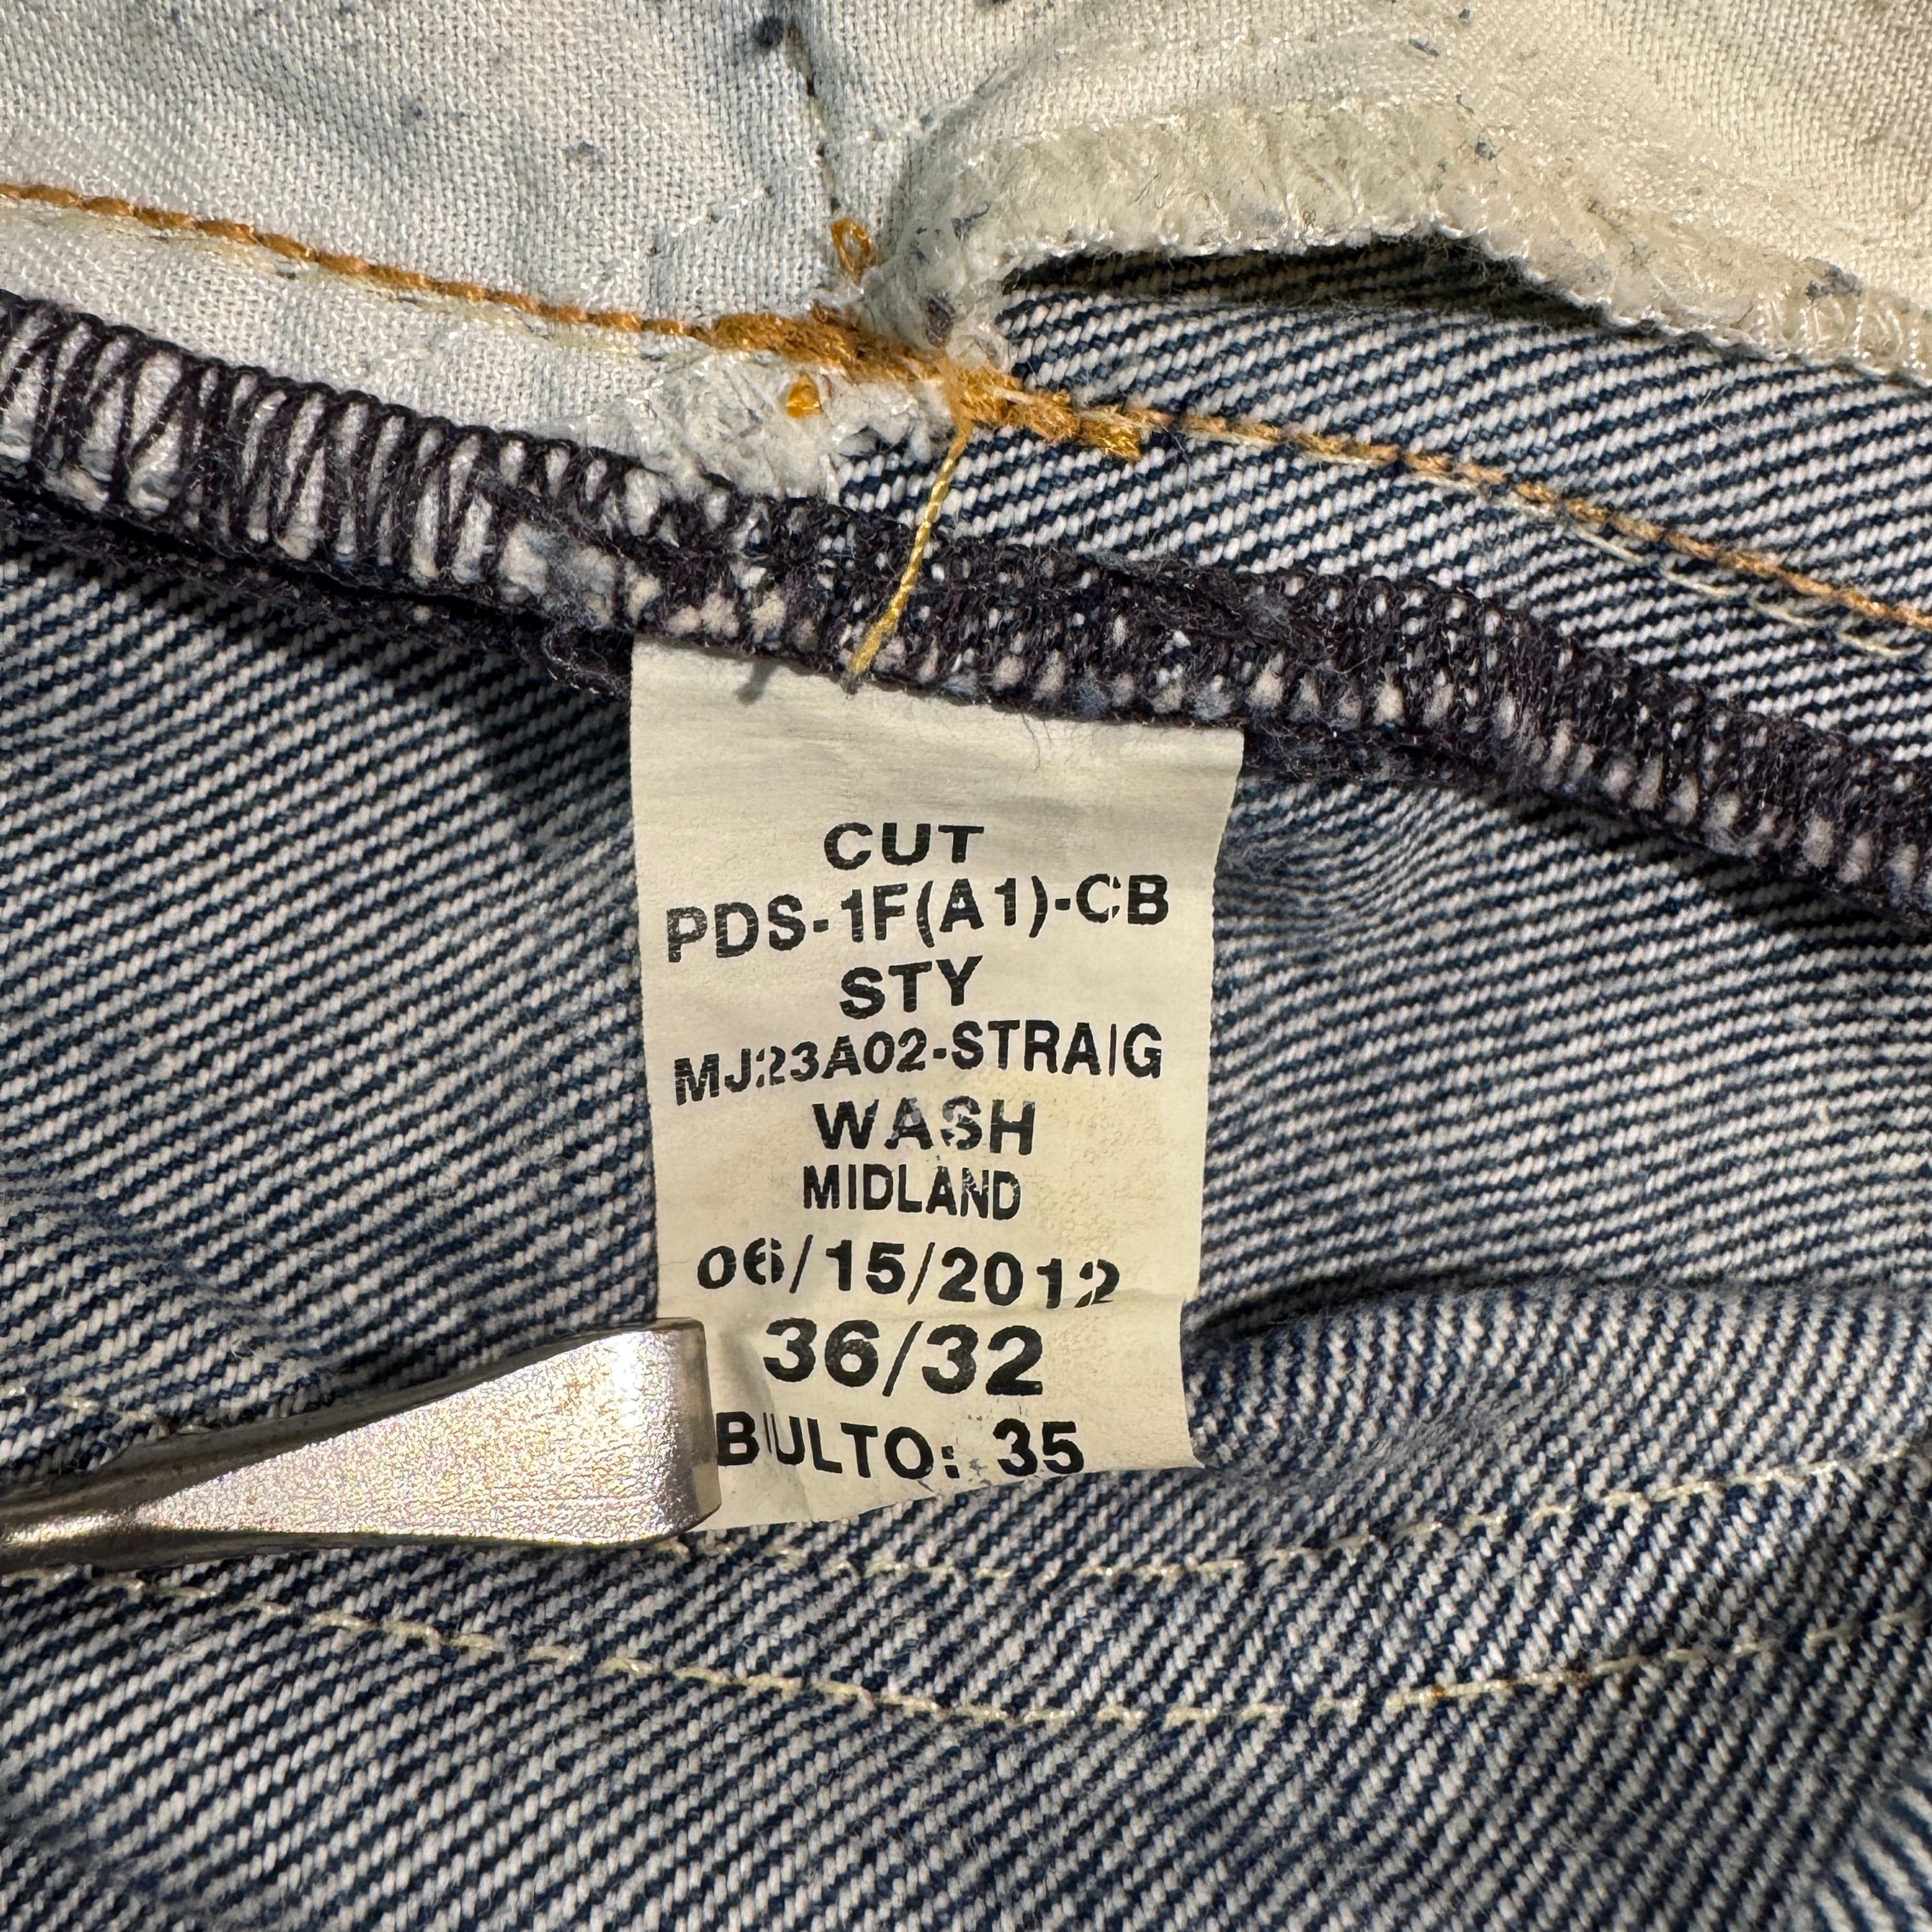 CUT
PDS-1F(A1)-CB
STY
MJ23A02-STRAIG
WASH
MIDLAND
06/15/2012
36/32
BULTO: 35